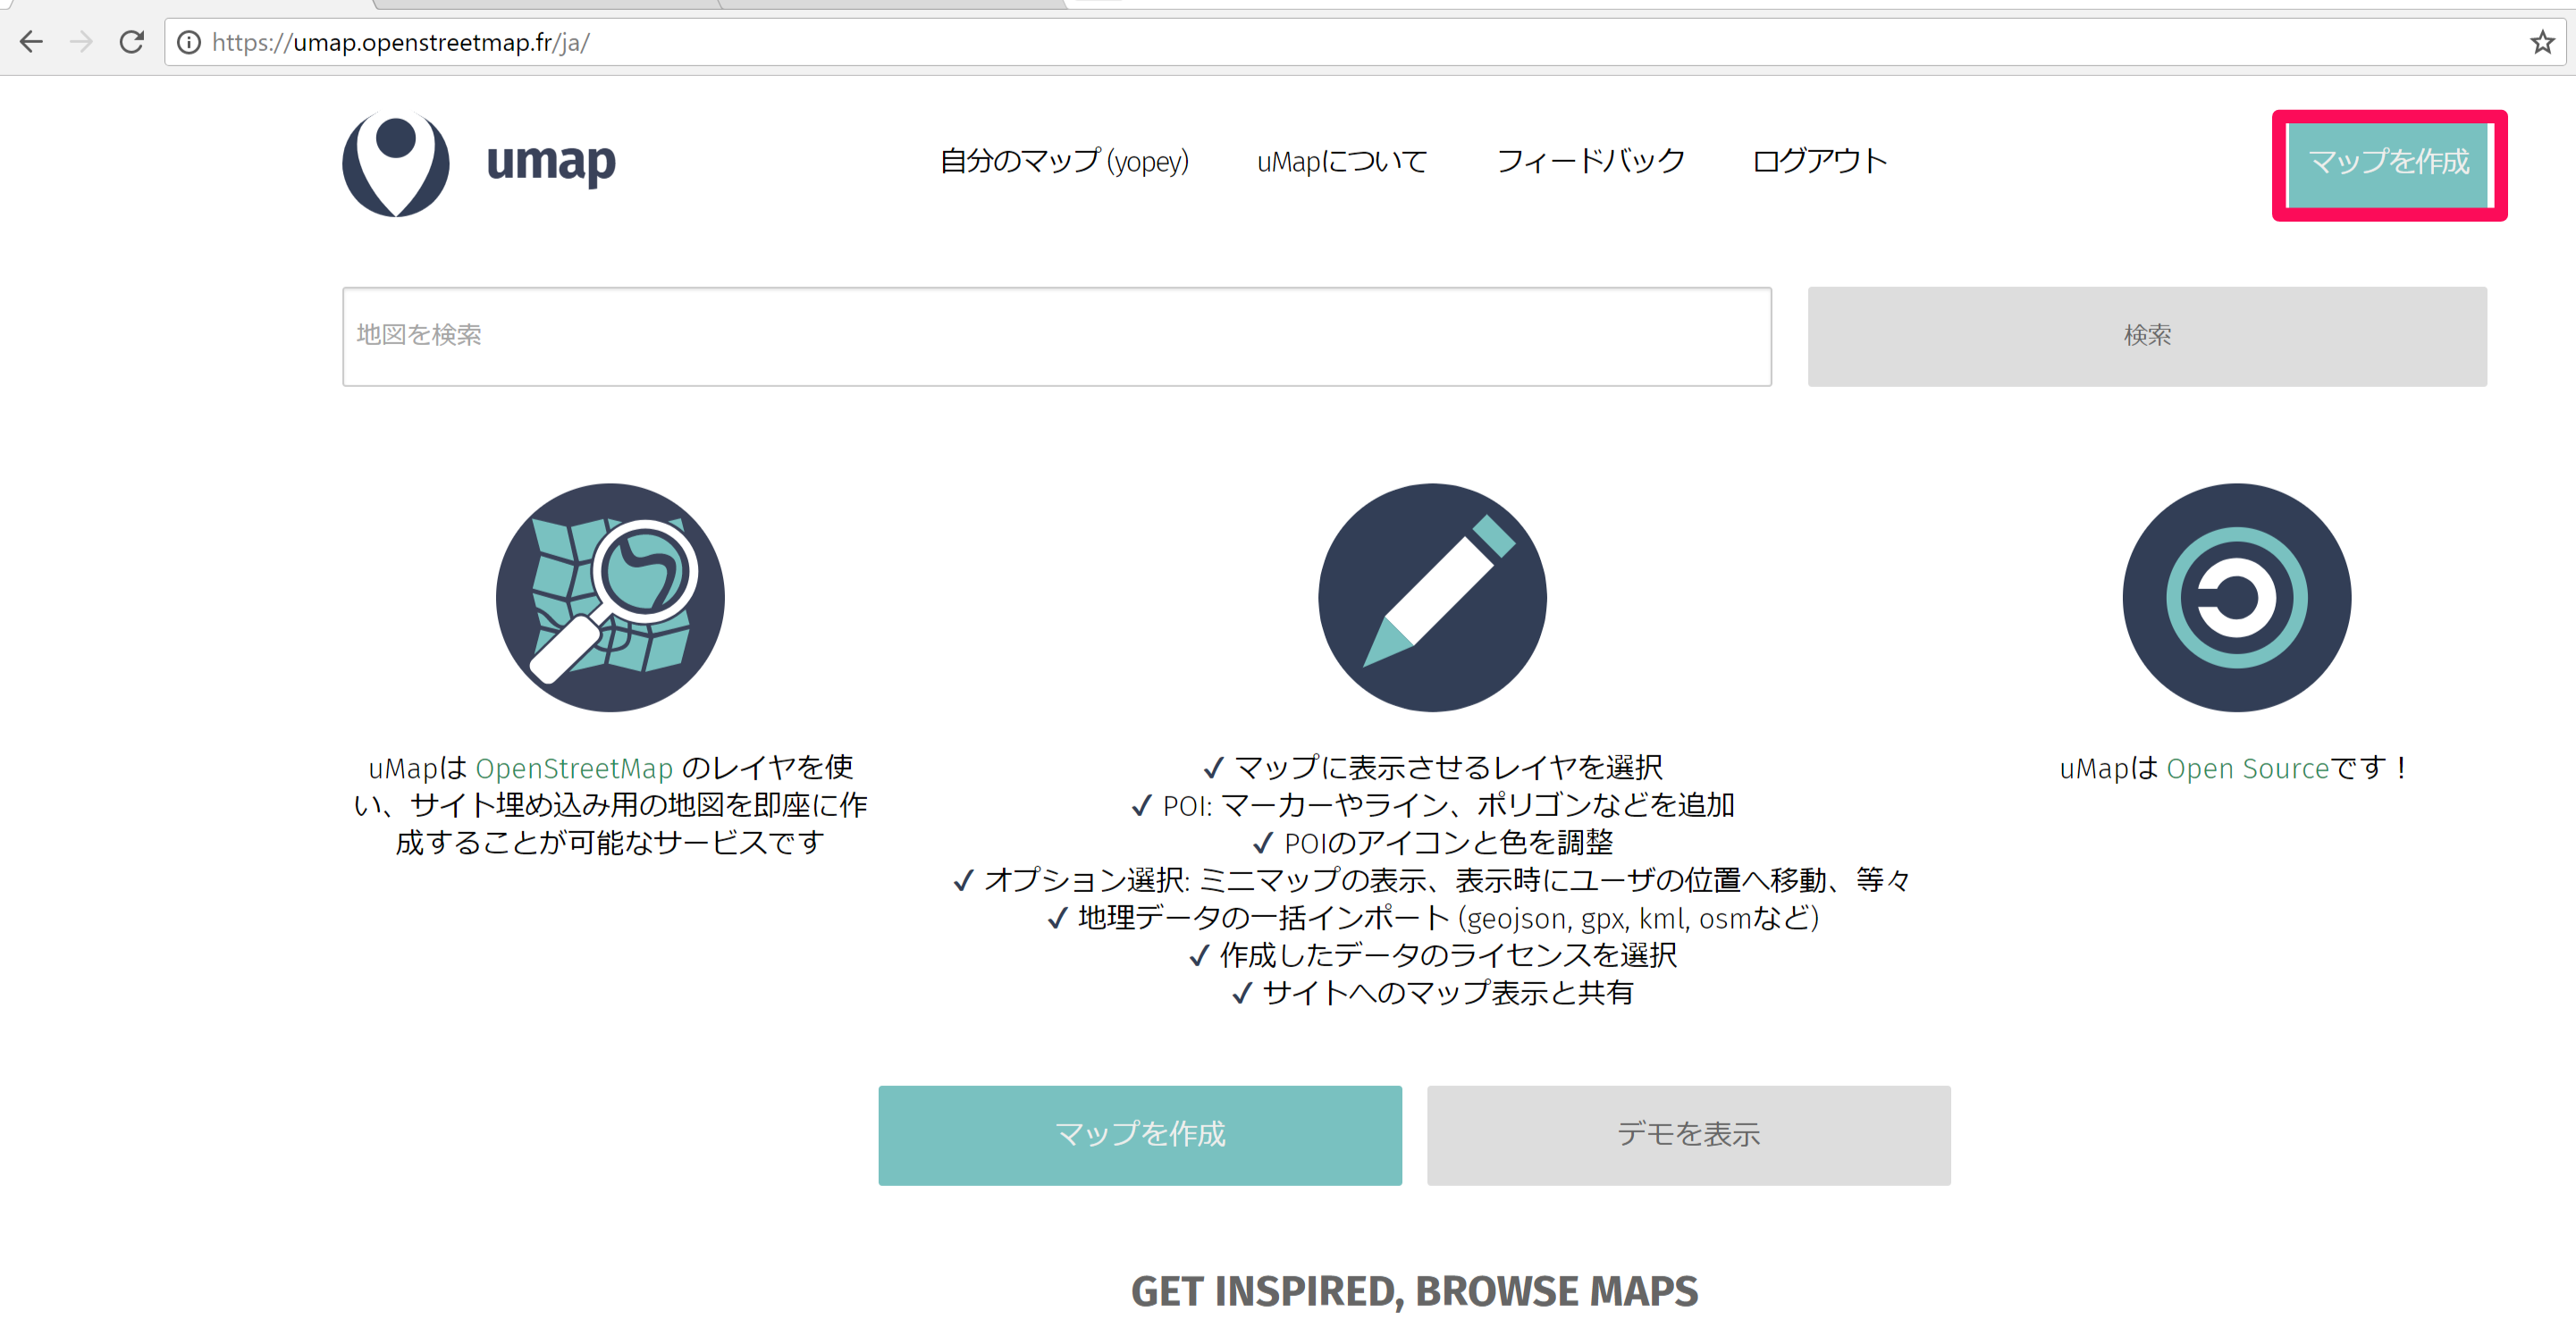 https://umap.openstreetmap.fr/ja/
umap
自分のマップ (yopey)
uMapについて
フィードバック
ログアウト
マップを作成
地図を検索
検索
uMapは OpenStreetMap のレイヤを使
い、サイト埋め込み用の地図を即座に作
成することが可能なサービスです
✓ マップに表示させるレイヤを選択
✓ POI: マーカーやライン、ポリゴンなどを追加
✓ POIのアイコンと色を調整
✓ オプション選択: ミニマップの表示、表示時にユーザの位置へ移動、等々
✓ 地理データの一括インポート (geojson, gpx, kml, osmなど)
✓ 作成したデータのライセンスを選択
✓ サイトへのマップ表示と共有
uMapは Open Sourceです！
マップを作成
デモを表示
GET INSPIRED, BROWSE MAPS